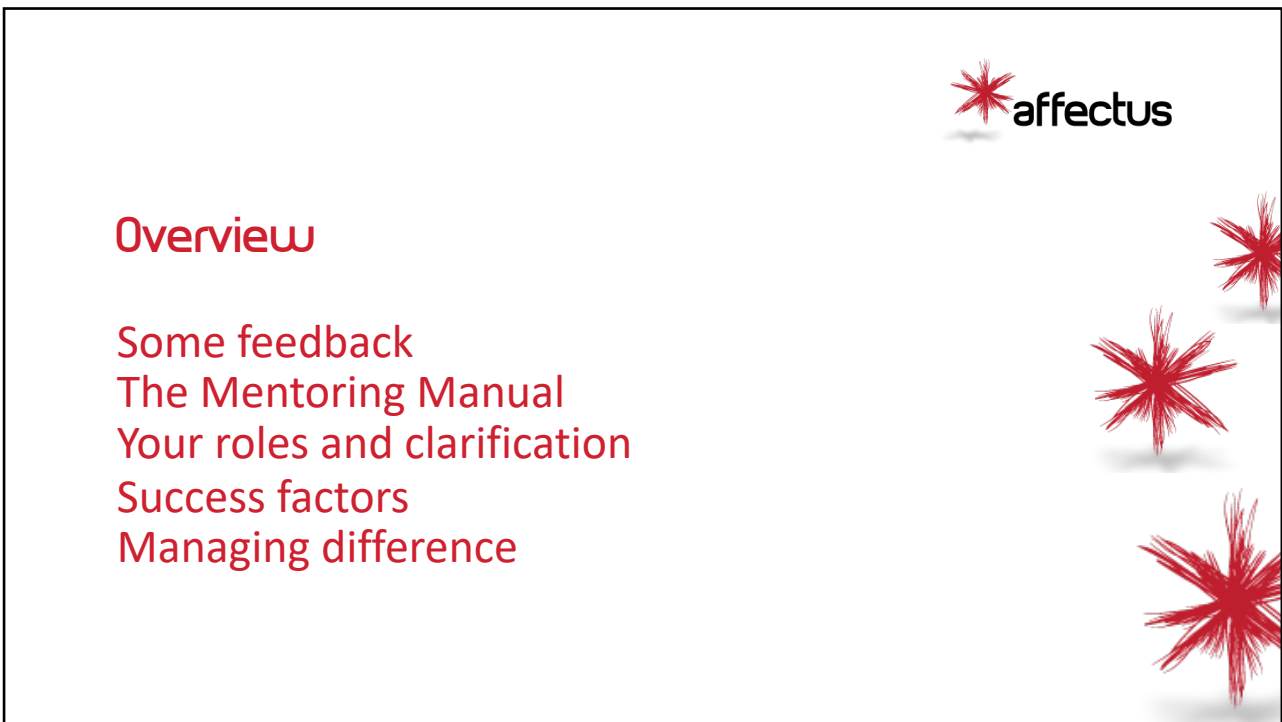 affectus
Overview
Some feedback
The Mentoring Manual
Your roles and clarification
Success factors
Managing difference